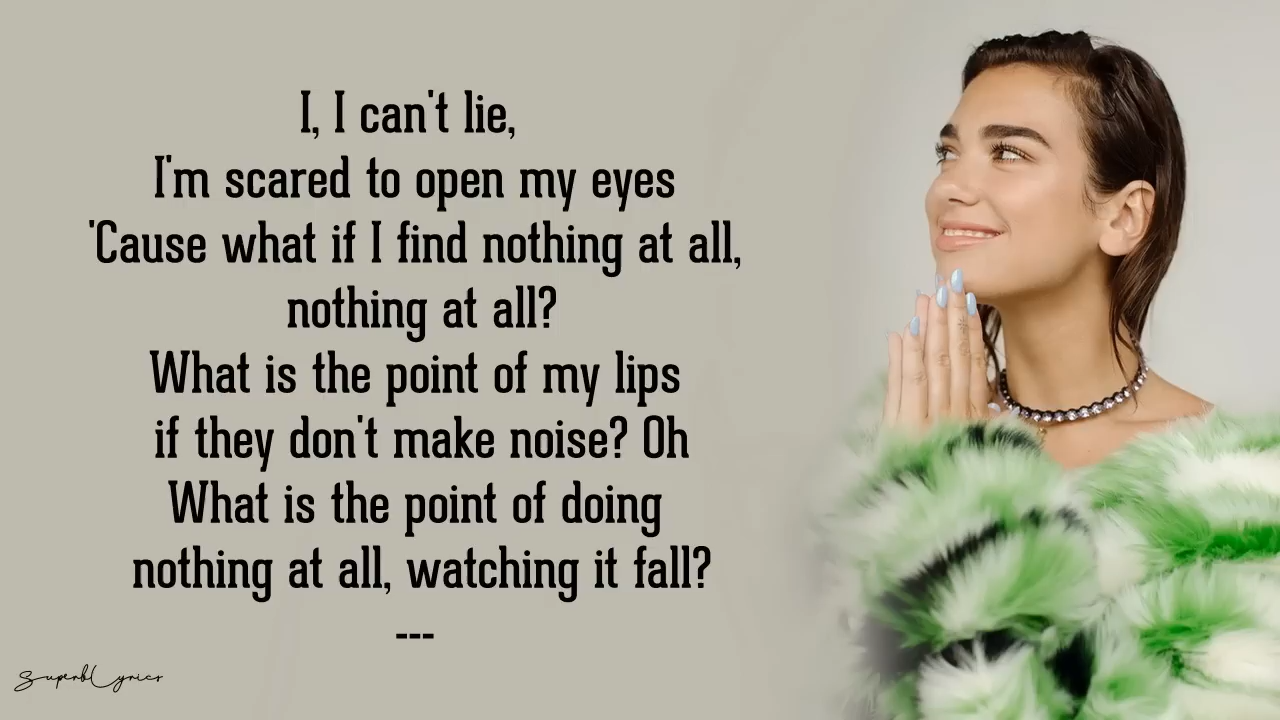 I, I can't lie,
I'm scared to open my eyes
'Cause what if I find nothing at all,
nothing at all?
What is the point of my lips
if they don't make noise? Oh
What is the point of doing
nothing at all, watching it fall?
---
SuperbLyrics